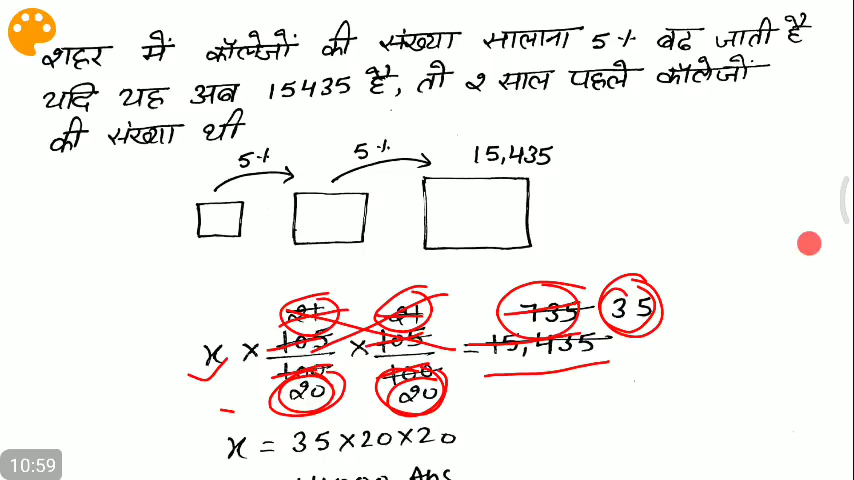 शहर में कॉलेजों की संख्या सालाना 5% बढ जाती है
यदि यह अब 15435 है, तो 2 साल पहले कॉलेजों
की संख्या थी
5% 5% 15,435
21 21 735 35
x × 105 × 105 = 15,435
100 100
20 20
x = 35×20×20
Ans
10:59